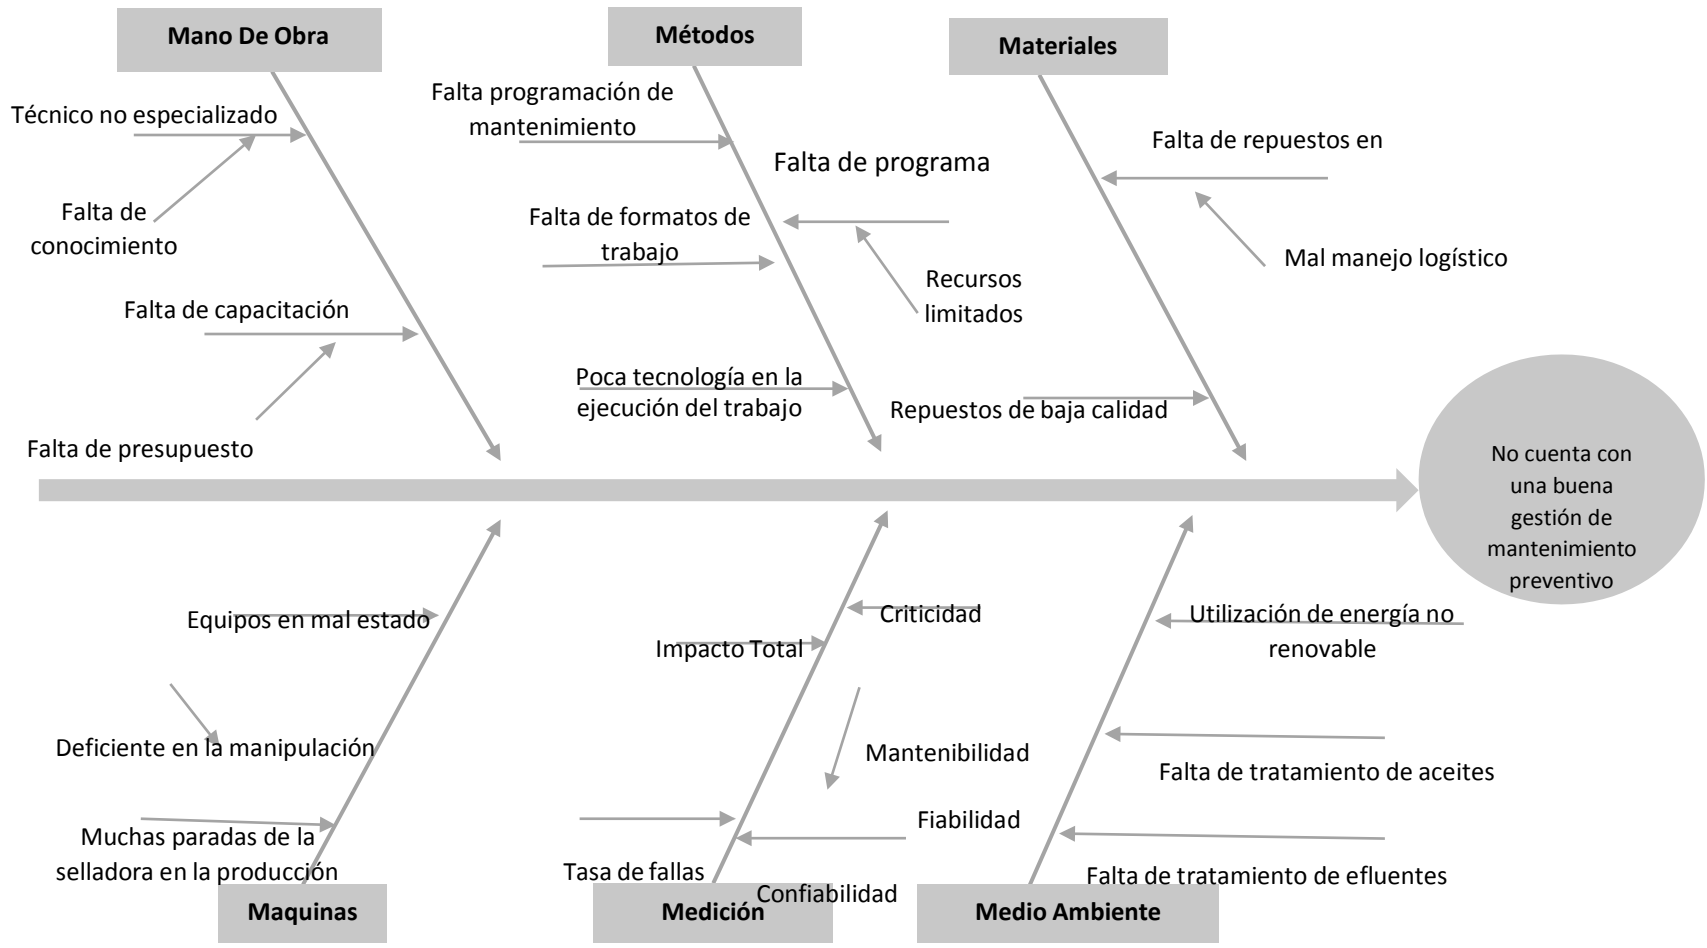 Mano De Obra
Métodos
Materiales
Técnico no especializado
Falta de
conocimiento
Falta de capacitación
Falta de presupuesto
Falta programación de
mantenimiento
Falta de programa
Falta de formatos de
trabajo
Recursos
limitados
Poca tecnología en la
ejecución del trabajo
Falta de repuestos en
Mal manejo logístico
Repuestos de baja calidad
No cuenta con
una buena
gestión de
mantenimiento
preventivo
Equipos en mal estado
Deficiente en la manipulación
Muchas paradas de la
selladora en la producción
Criticidad
Impacto Total
Mantenibilidad
Fiabilidad
Tasa de fallas
Confiabilidad
Utilización de energía no
renovable
Falta de tratamiento de aceites
Falta de tratamiento de efluentes
Maquinas
Medición
Medio Ambiente